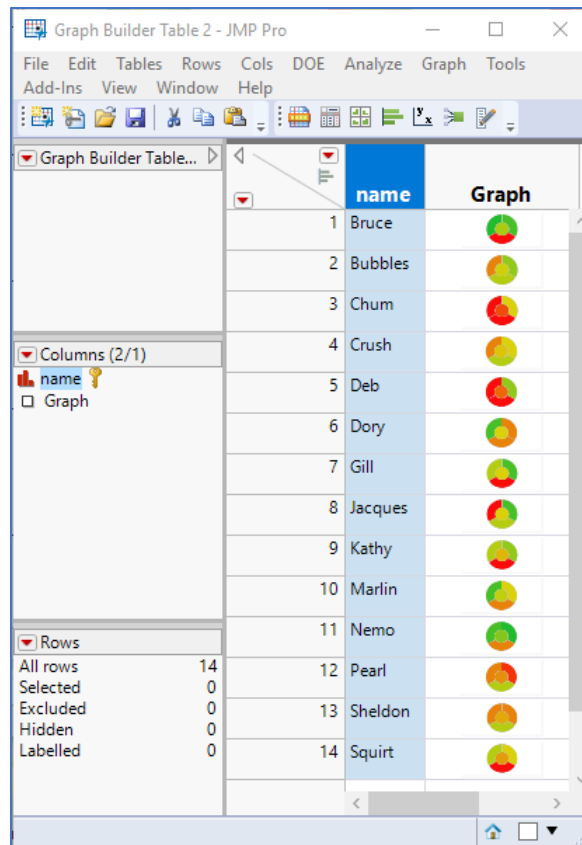 Graph Builder Table 2 - JMP Pro
File Edit Tables Rows Cols DOE Analyze Graph Tools
Add-Ins View Window Help
Graph Builder Table...
Columns (2/1)
name
Graph
Rows
All rows 14
Selected 0
Excluded 0
Hidden 0
Labelled 0
name Graph
1 Bruce
2 Bubbles
3 Chum
4 Crush
5 Deb
6 Dory
7 Gill
8 Jacques
9 Kathy
10 Marlin
11 Nemo
12 Pearl
13 Sheldon
14 Squirt